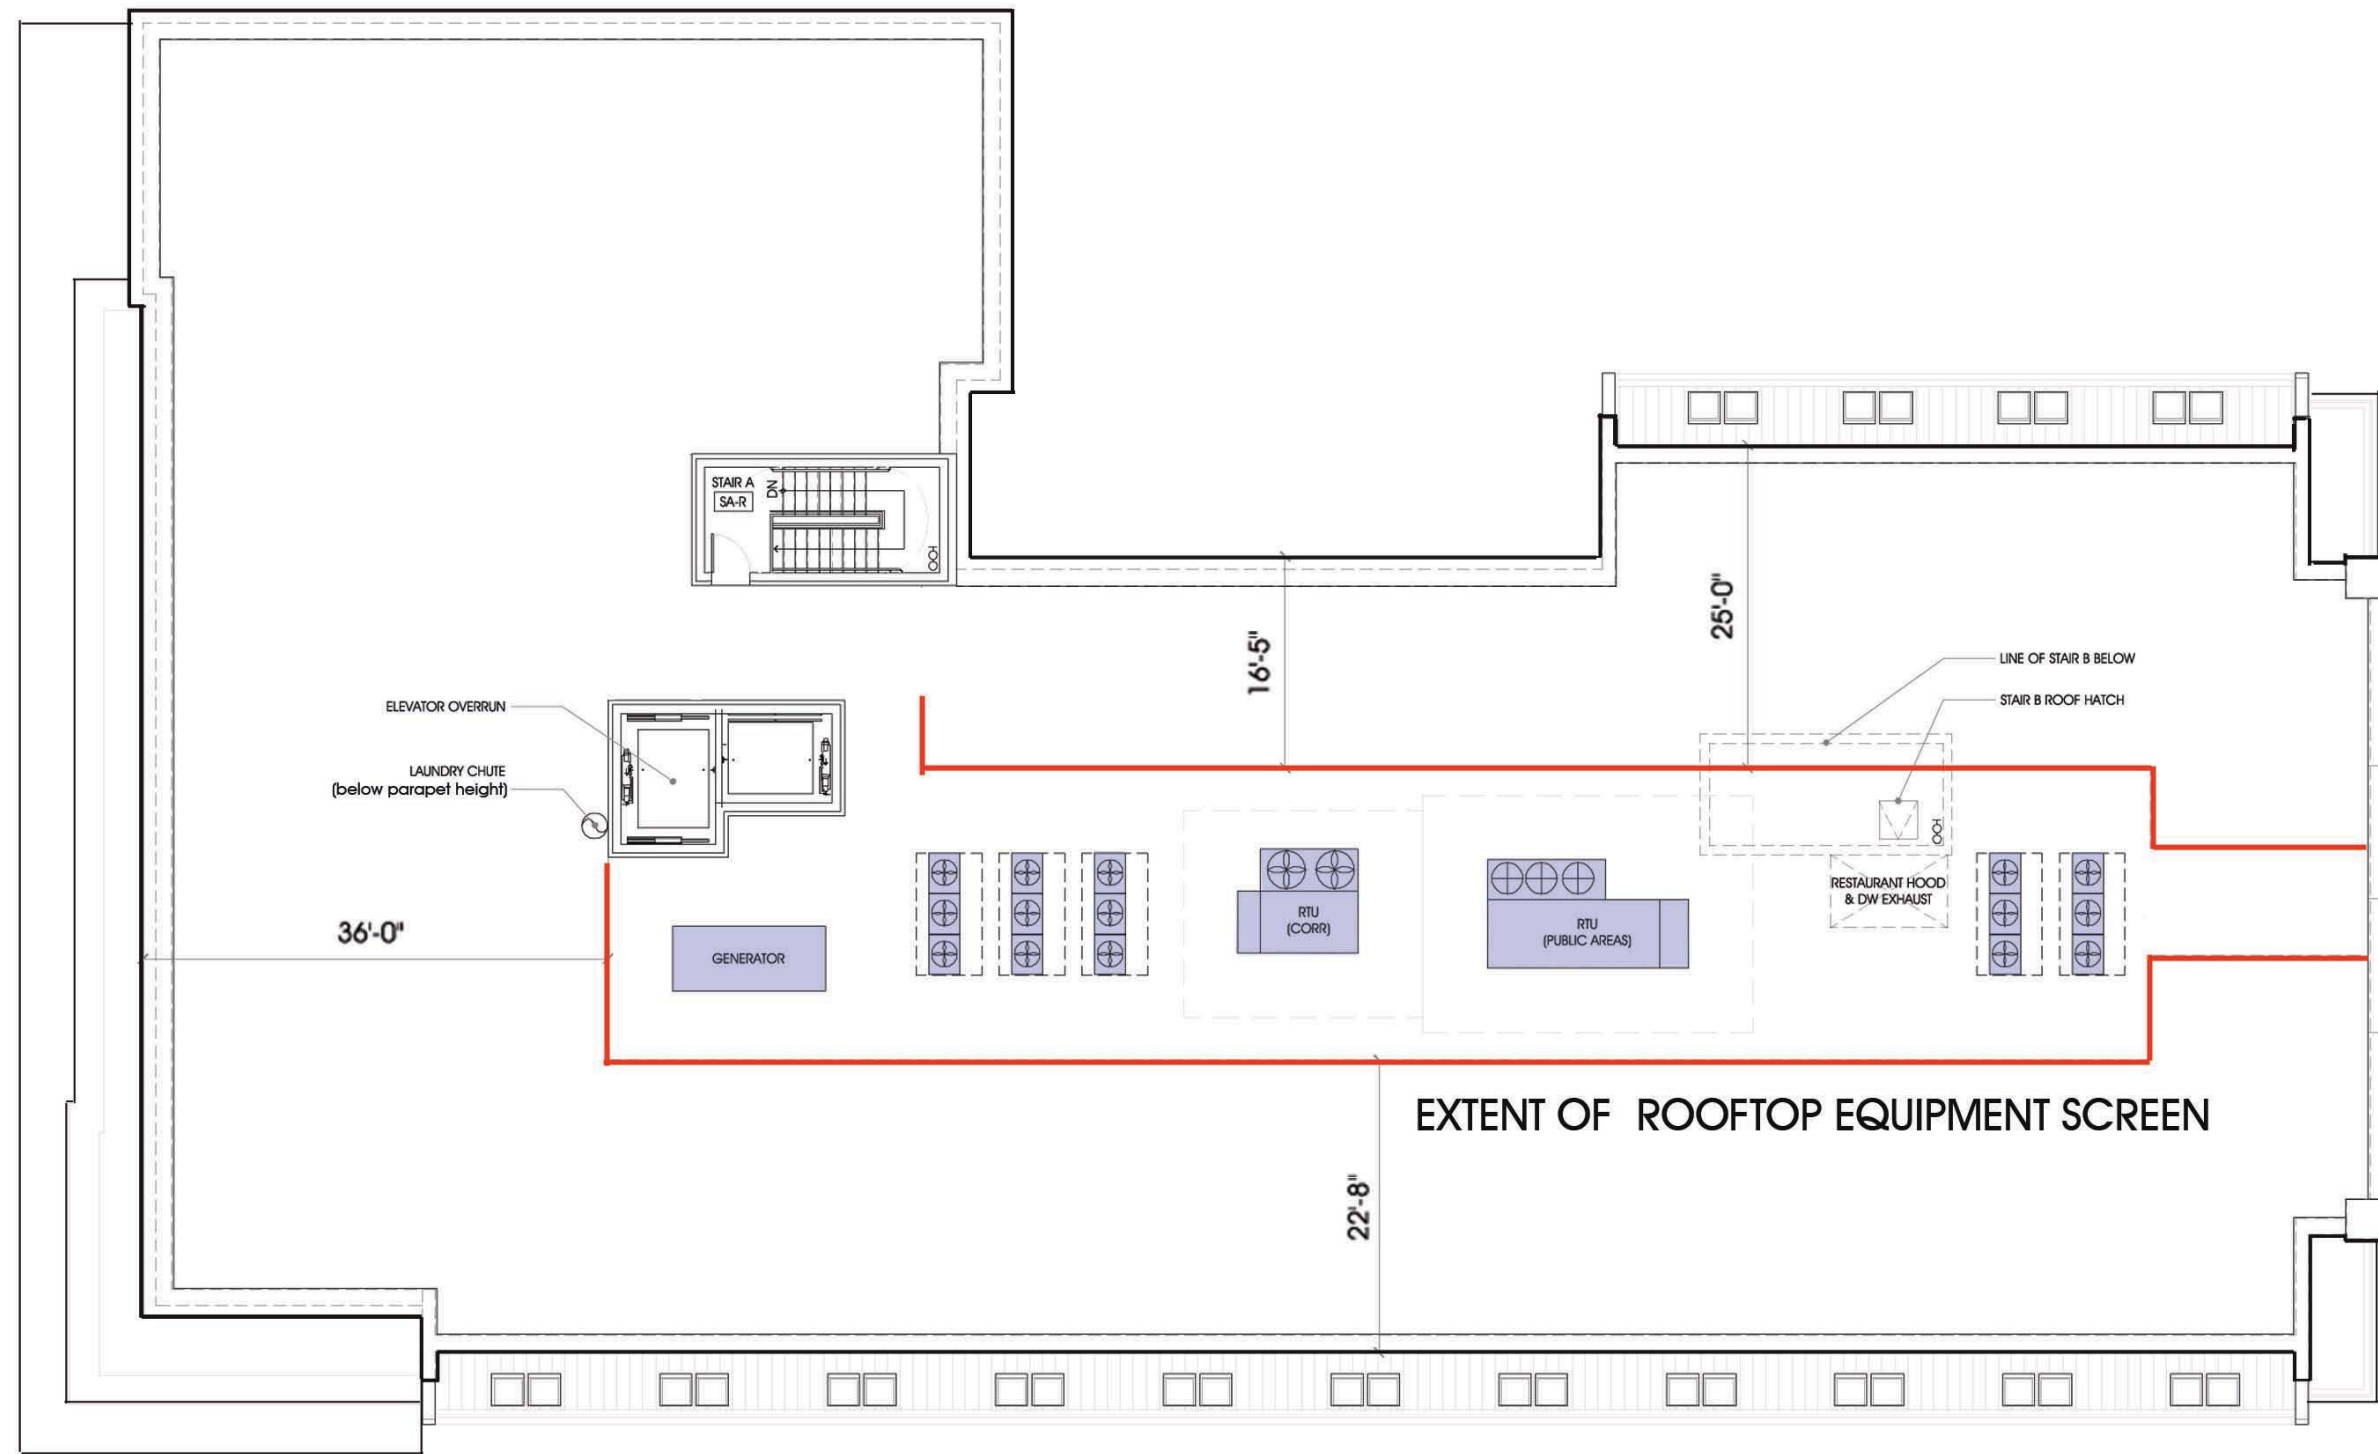 STAIR A
SA-R
DN
25'-0"
16'-5"
LINE OF STAIR B BELOW
STAIR B ROOF HATCH
ELEVATOR OVERRUN
LAUNDRY CHUTE
(below parapet height)
RESTAURANT HOOD
& DW EXHAUST
RTU
(CORR)
RTU
(PUBLIC AREAS)
36'-0"
GENERATOR
EXTENT OF ROOFTOP EQUIPMENT SCREEN
22'-8"